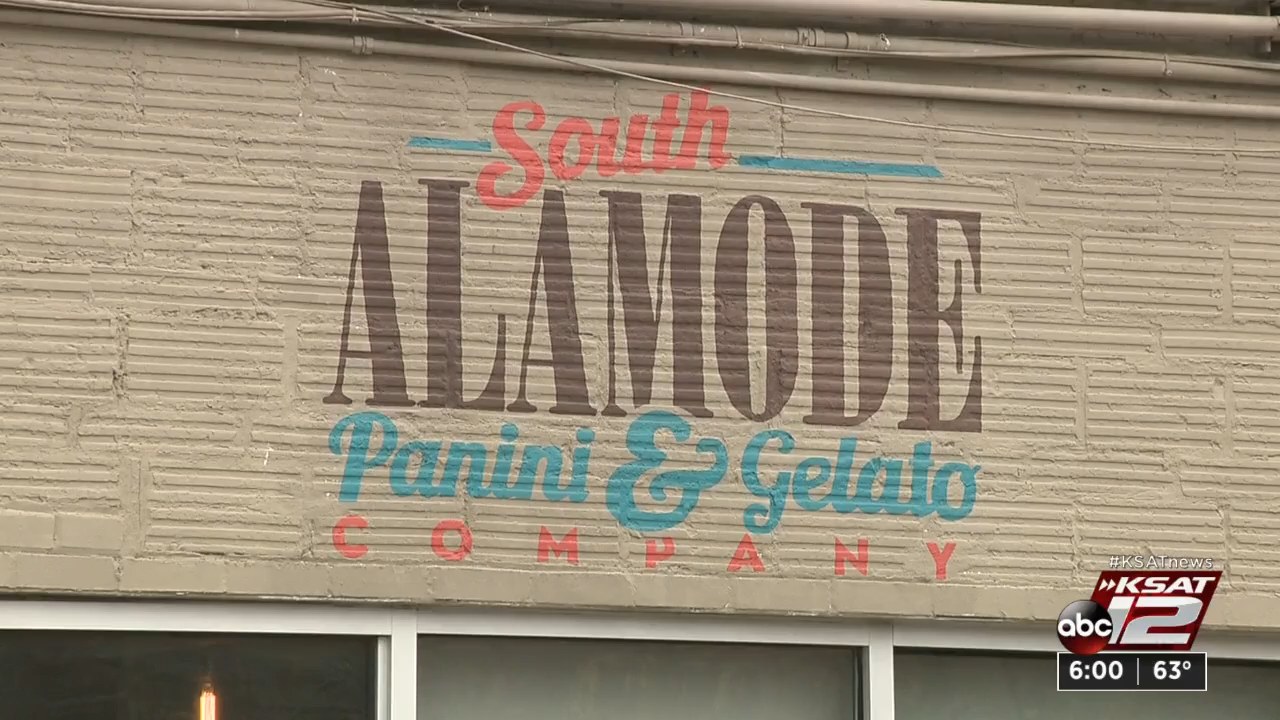 South
ALAMODE
Panini & Gelato
COMPANY
#KSATnews
KSAT
abc 12
6:00 63°